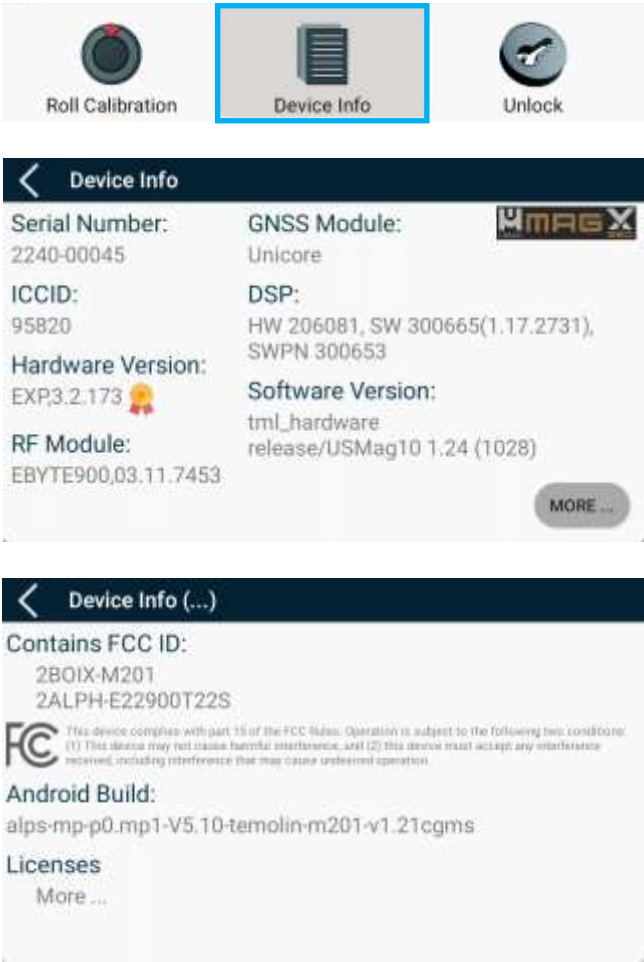 Roll Calibration
Device Info
Unlock
Device Info
Serial Number:
2240-00045
ICCID:
95820
Hardware Version:
EXP,3.2.173
RF Module:
EBYTE900,03.11.7453
GNSS Module:
Unicore
DSP:
HW 206081, SW 300665(1.17.2731),
SWPN 300653
Software Version:
tml_hardware
release/USMag10 1.24 (1028)
MAG X
MORE ...
Device Info (...)
Contains FCC ID:
2BOIX-M201
2ALPH-E22900T22S
FC
This device complies with part 15 of the FCC Rules. Operation is subject to the following two conditions:
(1) This device may not cause harmful interference, and (2) this device must accept any interference
received, including interference that may cause undesired operation.
Android Build:
alps-mp-p0.mp1-V5.10-temolin-m201-v1.21cgms
Licenses
More ...